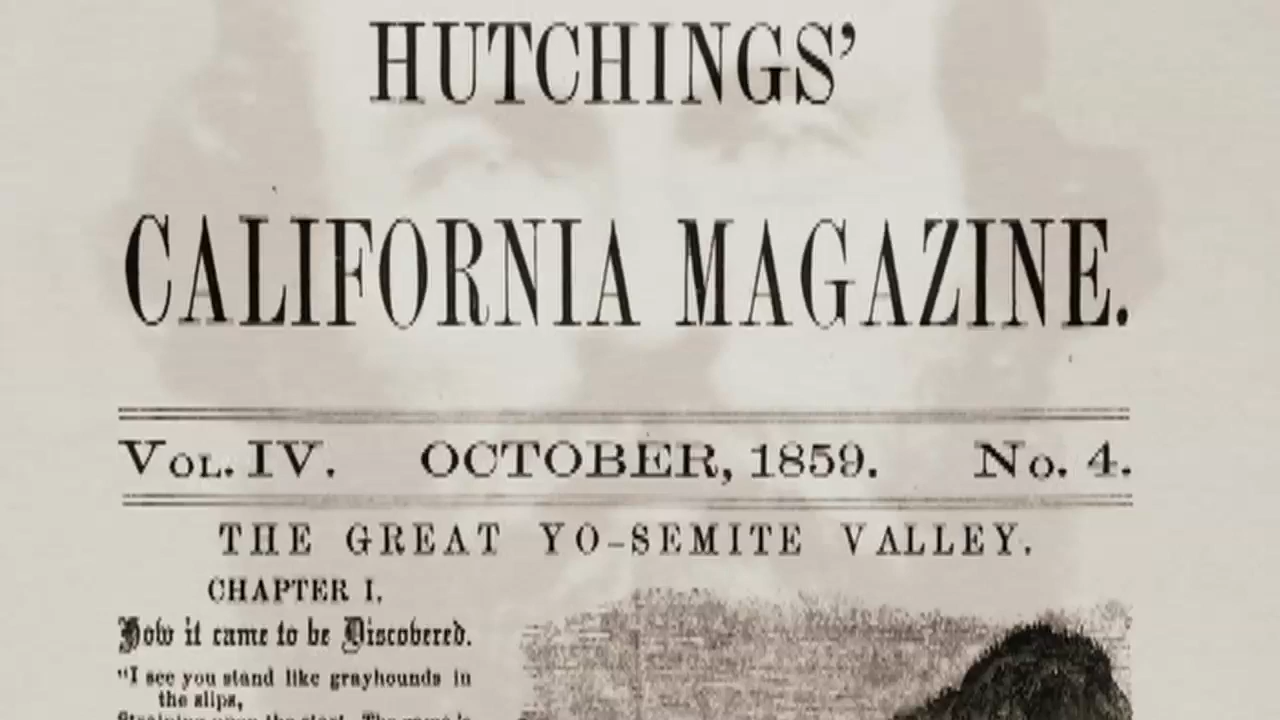 HUTCHINGS'
CALIFORNIA MAGAZINE.
VOL. IV. OCTOBER, 1859. No. 4.
THE GREAT YO-SEMITE VALLEY.
CHAPTER I.
How it came to be Discovered.
"I see you stand like grayhounds in
the slips,
Straining upon the start. The game's